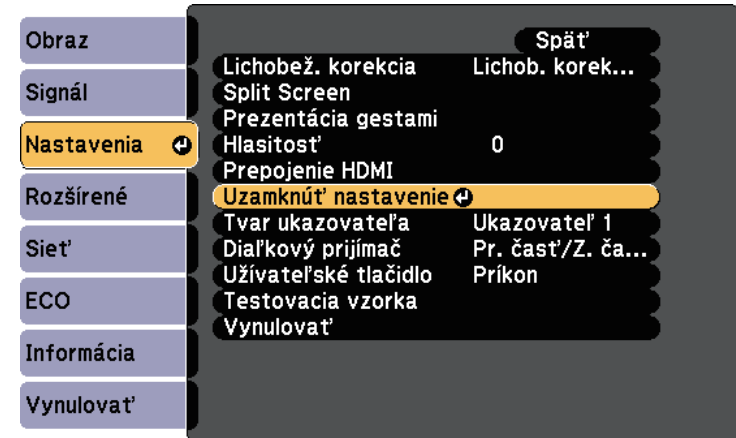 Obraz
Signál
Nastavenia
Rozšírené
Sieť
ECO
Informácia
Vynulovať
Späť
Lichobež. korekcia Lichob. korek...
Split Screen
Prezentácia gestami
Hlasitosť 0
Prepojenie HDMI
Uzamknúť nastavenie
Tvar ukazovateľa Ukazovateľ 1
Diaľkový prijímač Pr. časť/Z. ča...
Užívateľské tlačidlo Príkon
Testovacia vzorka
Vynulovať